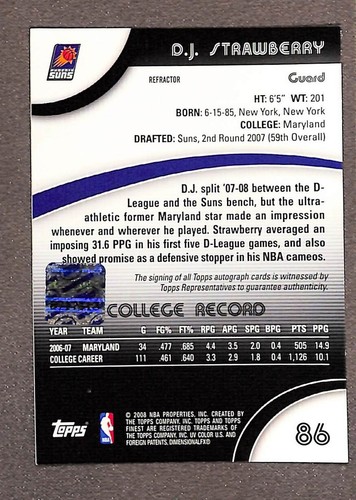 D.J. STRAWBERRY
PHOENIX
SUNS
REFRACTOR
Guard
HT: 6'5" WT: 201
BORN: 6-15-85, New York, New York
COLLEGE: Maryland
DRAFTED: Suns, 2nd Round 2007 (59th Overall)
D.J. split '07-08 between the D-
League and the Suns bench, but the ultra-
athletic former Maryland star made an impression
whenever and wherever he played. Strawberry averaged an
imposing 31.6 PPG in his first five D-League games, and also
showed promise as a defensive stopper in his NBA cameos.
The signing of all Topps autograph cards is witnessed by
Topps Representatives to guarantee authenticity.
COLLEGE RECORD
YEAR TEAM G FG% FT% RPG APG SPG BPG PTS PPG
2006-07 MARYLAND 34 .477 .685 4.4 3.5 2.0 0.4 505 14.9
COLLEGE CAREER 111 .461 .640 3.3 2.9 1.8 0.4 1,126 10.1
Topps
© 2008 NBA PROPERTIES, INC. CREATED BY
THE TOPPS COMPANY, INC. TOPPS AND TOPPS
FINEST ARE REGISTERED TRADEMARKS OF
THE TOPPS COMPANY, INC. UV COLOR U.S. AND
FOREIGN PATENTS, DIMENSIONALFX(D)
86